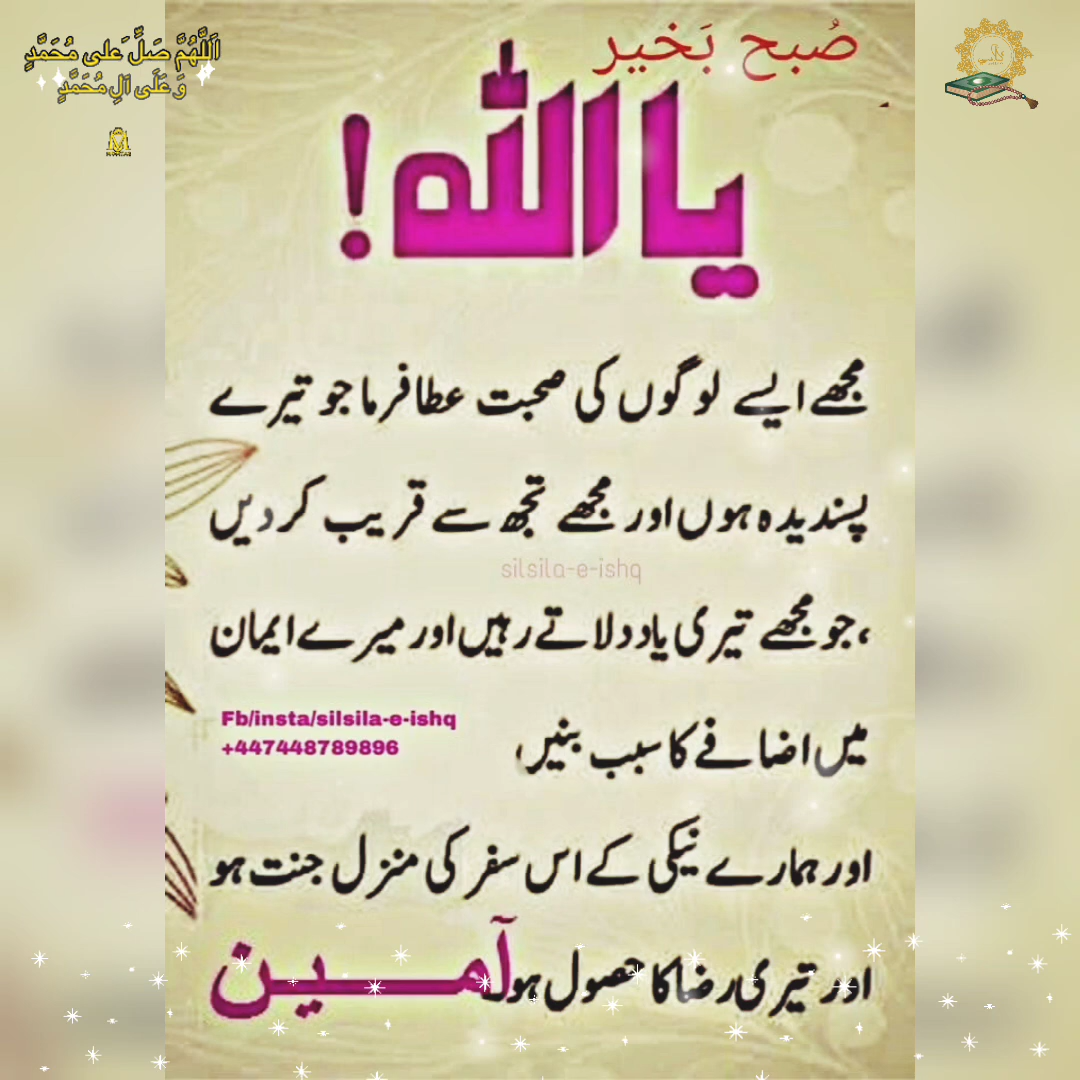 اَللّٰهُمَّ صَلِّ عَلٰى مُحَمَّدٍ
وَ عَلٰى آلِ مُحَمَّدٍ
صُبح بَخیر
یا اللہ!
مجھے ایسے لوگوں کی صحبت عطا فرما جو تیرے
پسندیدہ ہوں اور مجھے تجھ سے قریب کر دیں
silsila-e-ishq
،جو مجھے تیری یاد دلاتے رہیں اور میرے ایمان
Fb/insta/silsila-e-ishq
+447448789896
میں اضافے کا سبب بنیں
اور ہمارے نیکی کے اس سفر کی منزل جنت ہو
اور تیری رضا کا حصول ہو آمین